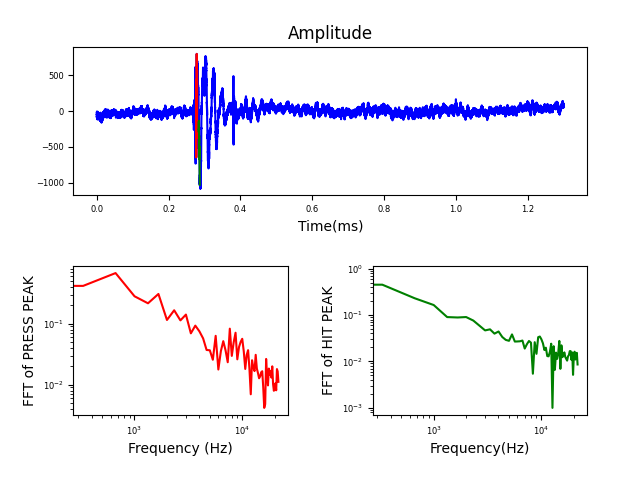 Amplitude
500
0
−500
−1000
0.0 0.2 0.4 0.6 0.8 1.0 1.2
Time(ms)
FFT of PRESS PEAK
10⁻¹
10⁻²
10³ 10⁴
Frequency (Hz)
FFT of HIT PEAK
10⁰
10⁻¹
10⁻²
10⁻³
10³ 10⁴
Frequency(Hz)